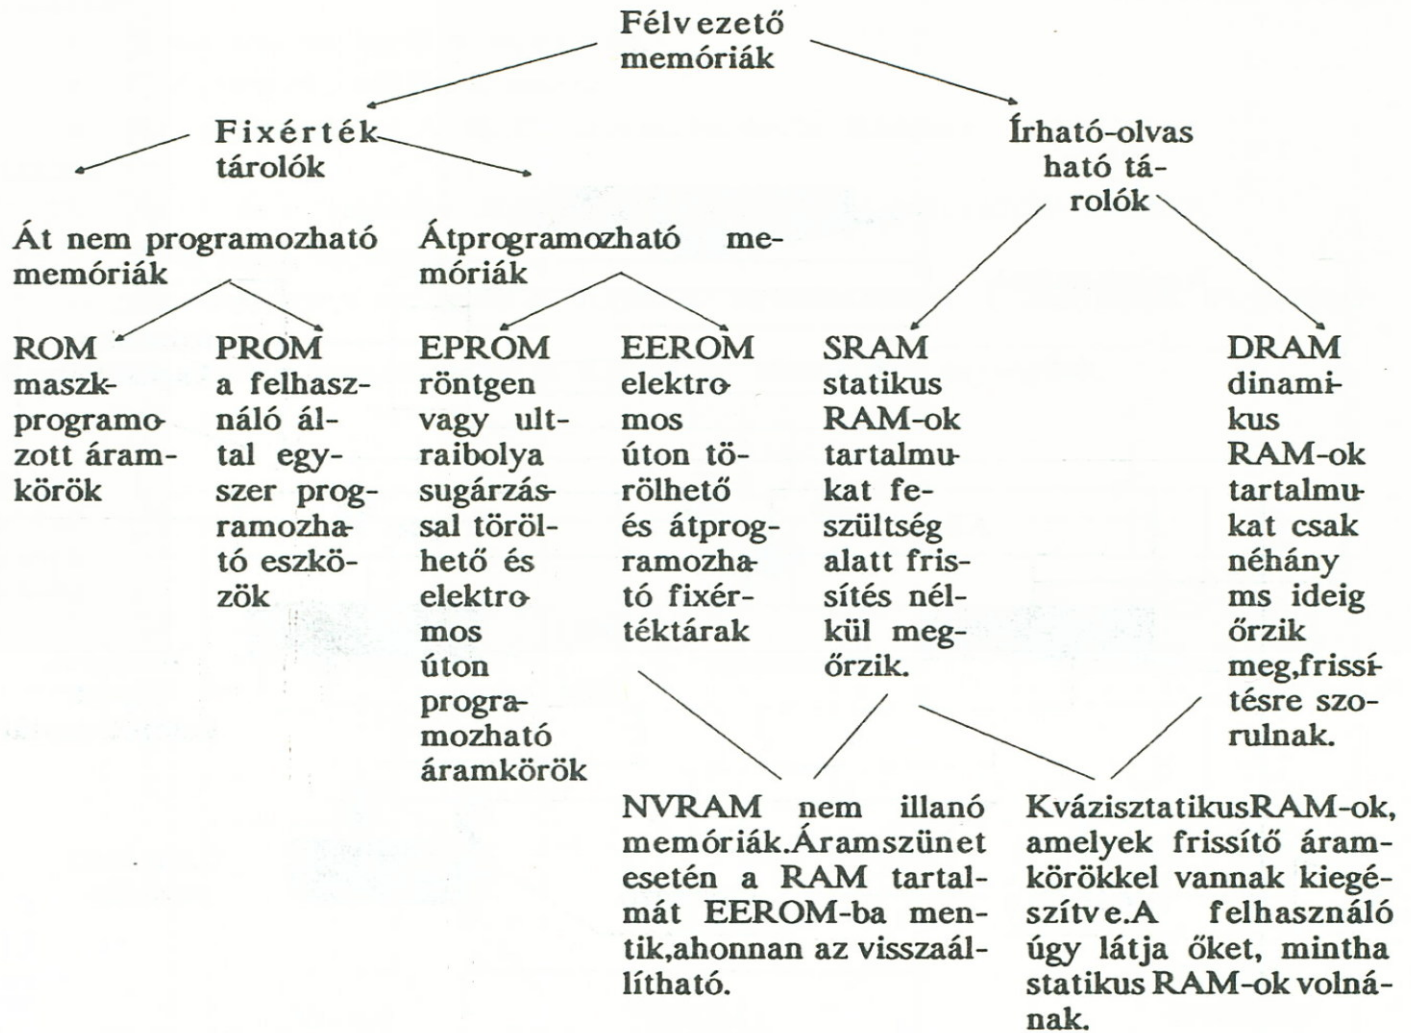 Félvezető
memóriák
Fixérték
tárolók
Írható-olvas
ható tá-
rolók
Át nem programozható
memóriák
Átprogramozható me-
móriák
ROM
maszk-
programo-
zott áram-
körök
PROM
a felhasz-
náló ál-
tal egy-
szer prog-
ramozha-
tó eszkö-
zök
EPROM
röntgen
vagy ult-
raibolya
sugárzás-
sal töröl-
hető és
elektro-
mos
úton
progra-
mozható
áramkörök
EEROM
elektro-
mos
úton tö-
rölhető
és átprog-
ramozha-
tó fixér-
téktárak
SRAM
statikus
RAM-ok
tartalmu-
kat fe-
szültség
alatt fris-
sítés nél-
kül meg-
őrzik.
DRAM
dinami-
kus
RAM-ok
tartalmu-
kat csak
néhány
ms ideig
őrzik
meg,frissí-
tésre szo-
rulnak.
NVRAM nem illanó
memóriák.Áramszünet
esetén a RAM tartal-
mát EEROM-ba men-
tik,ahonnan az visszaál-
lítható.
KvázisztatikusRAM-ok,
amelyek frissítő áram-
körökkel vannak kiegé-
szítve.A felhasználó
úgy látja őket, mintha
statikus RAM-ok volná-
nak.